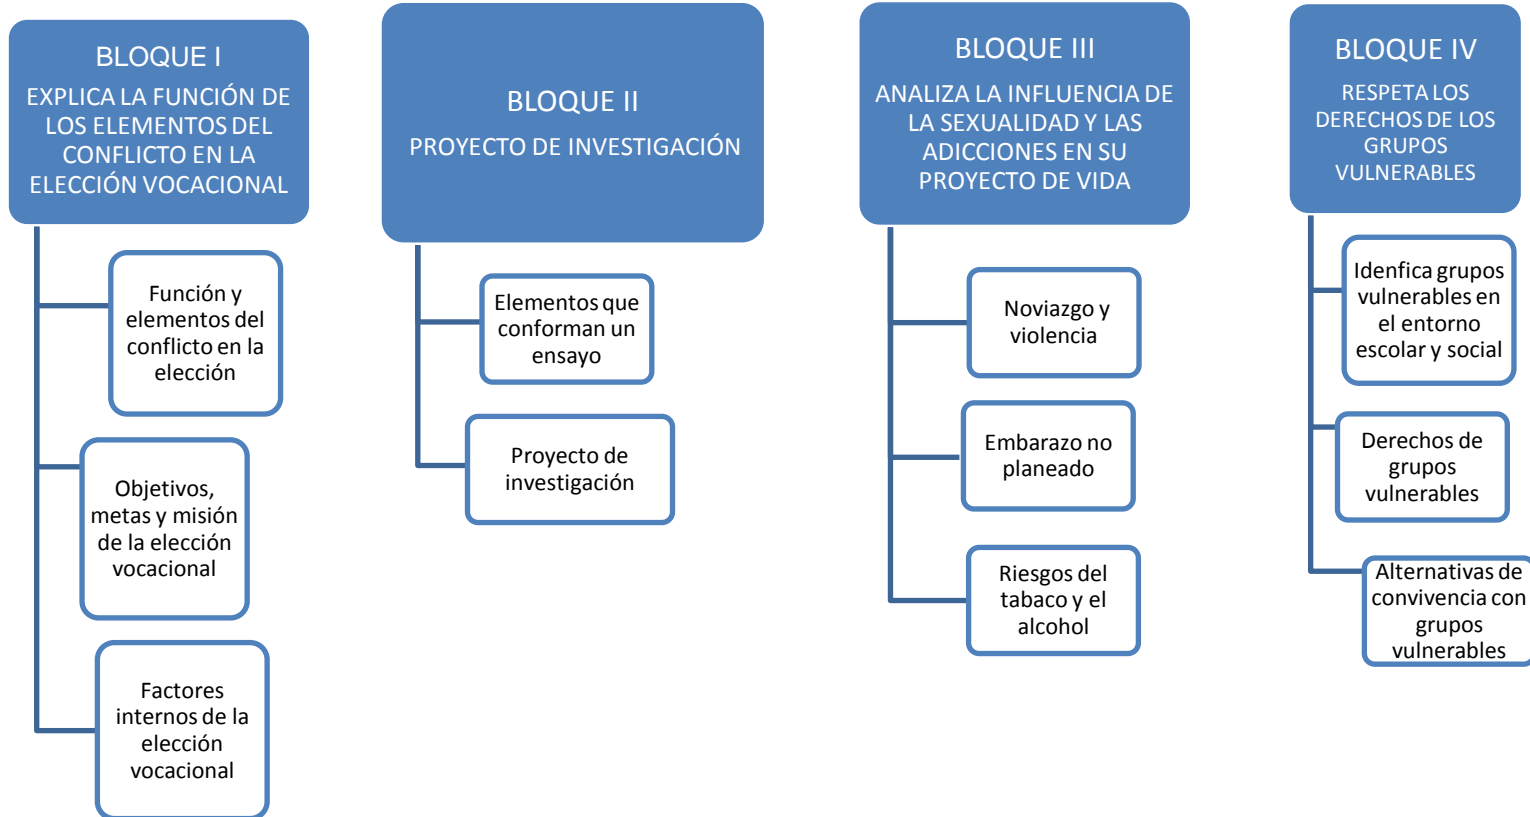 BLOQUE I
EXPLICA LA FUNCIÓN DE
LOS ELEMENTOS DEL
CONFLICTO EN LA
ELECCIÓN VOCACIONAL
Función y
elementos del
conflicto en la
elección
Objetivos,
metas y misión
de la elección
vocacional
Factores
internos de la
elección
vocacional
BLOQUE II
PROYECTO DE INVESTIGACIÓN
Elementos que
conforman un
ensayo
Proyecto de
investigación
BLOQUE III
ANALIZA LA INFLUENCIA DE
LA SEXUALIDAD Y LAS
ADICCIONES EN SU
PROYECTO DE VIDA
Noviazgo y
violencia
Embarazo no
planeado
Riesgos del
tabaco y el
alcohol
BLOQUE IV
RESPETA LOS
DERECHOS DE LOS
GRUPOS
VULNERABLES
Idenfica grupos
vulnerables en
el entorno
escolar y social
Derechos de
grupos
vulnerables
Alternativas de
convivencia con
grupos
vulnerables